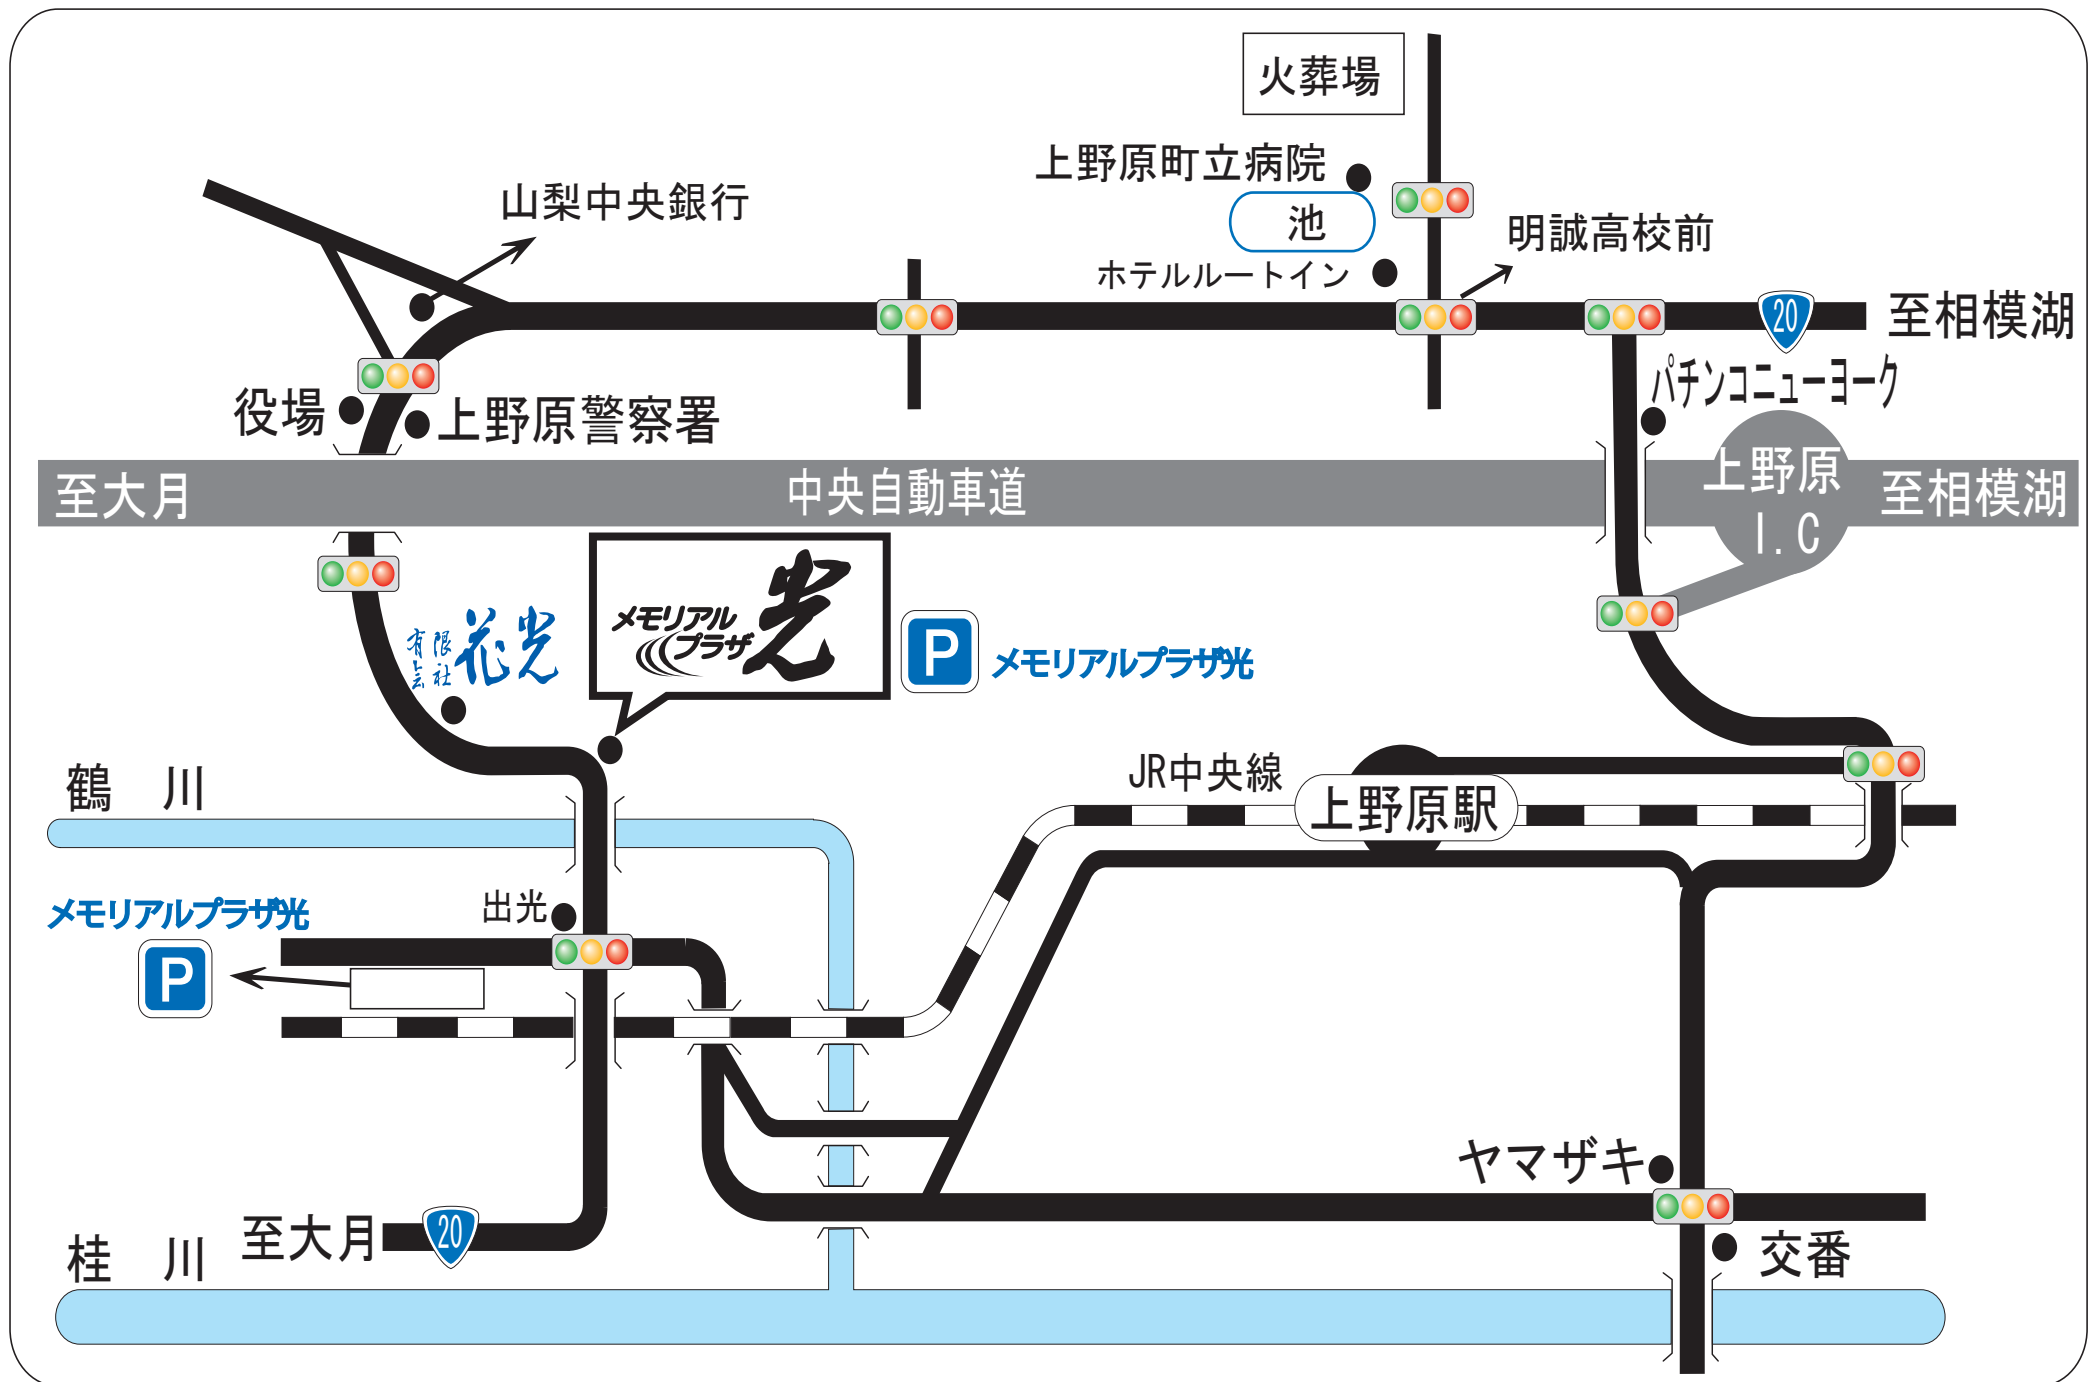 火葬場
上野原町立病院
山梨中央銀行
池
明誠高校前
ホテルルートイン
20
至相模湖
パチンコニューヨーク
役場
上野原警察署
至大月
中央自動車道
上野原
I.C
至相模湖
メモリアル
プラザ
光
有限
会社
花光
P
メモリアルプラザ光
JR中央線
上野原駅
鶴 川
出光
メモリアルプラザ光
P
ヤマザキ
至大月
20
桂 川
交番